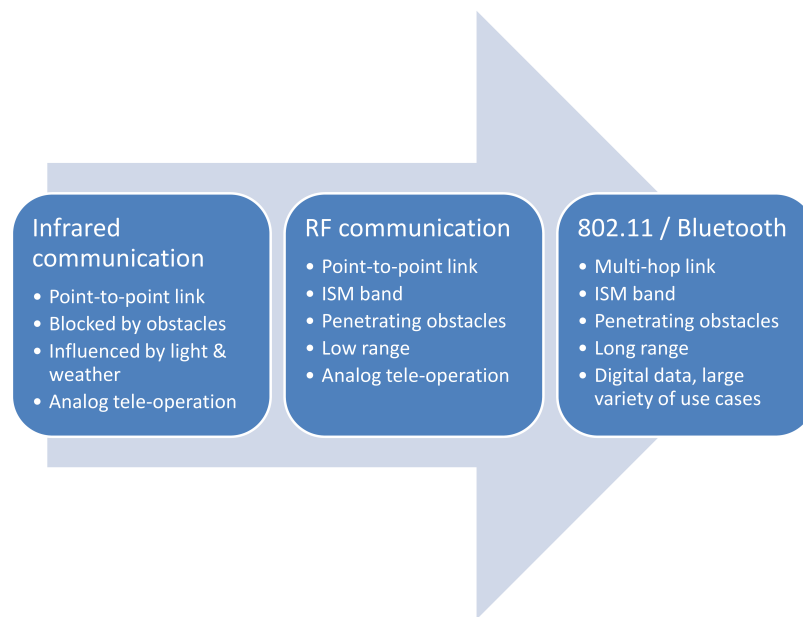 Infrared
communication
• Point-to-point link
• Blocked by obstacles
• Influenced by light &
weather
• Analog tele-operation
RF communication
• Point-to-point link
• ISM band
• Penetrating obstacles
• Low range
• Analog tele-operation
802.11 / Bluetooth
• Multi-hop link
• ISM band
• Penetrating obstacles
• Long range
• Digital data, large
variety of use cases